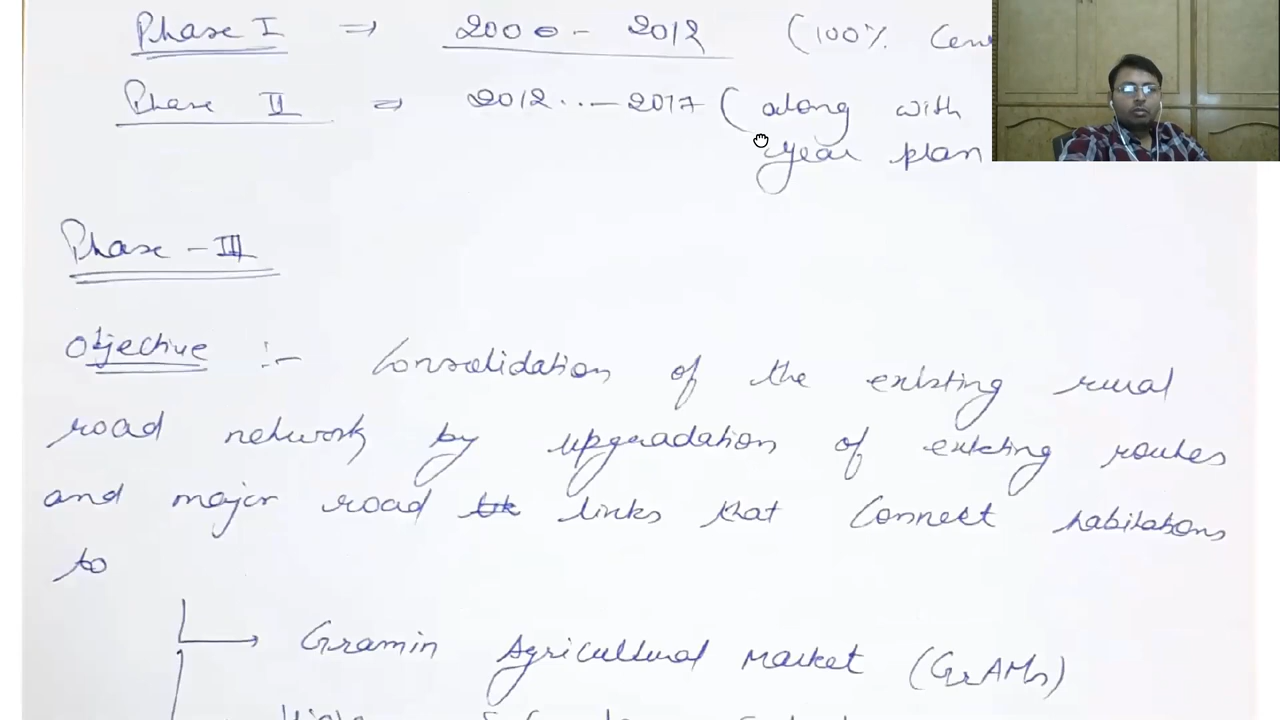 Phase I ⇒ 2000 - 2012 (100% Cen
Phase II ⇒ 2012...-2017 (along with
year plan
Phase - III
Objective :- Consolidation of the existing rural
road network by upgradation of existing routes
and major road links that connect habitations
to
Gramin Agricultural Market (GrAMs)